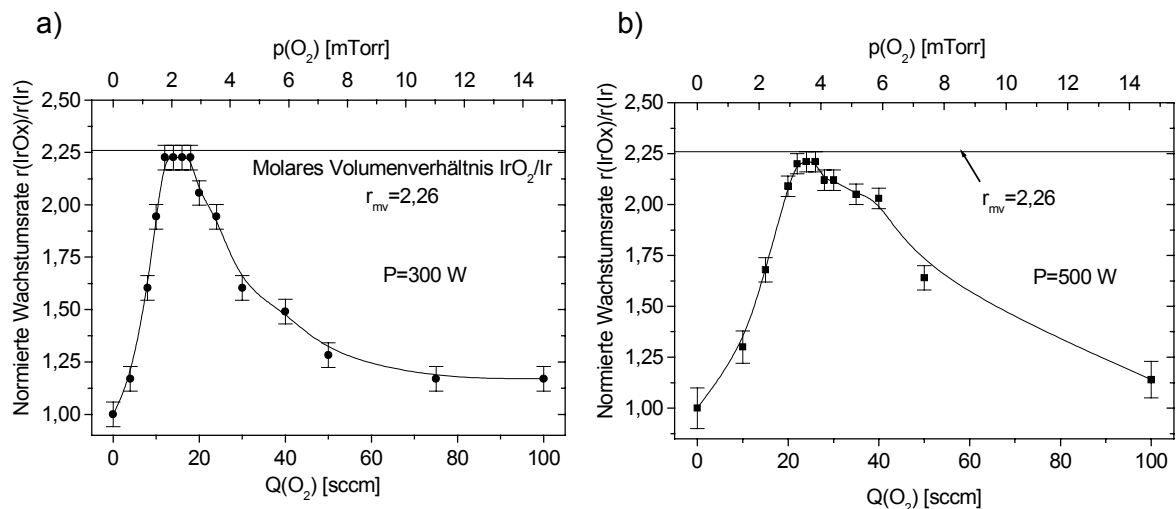 a)
p(O₂) [mTorr]
0 2 4 6 8 10 12 14
Normierte Wachstumsrate r(IrOx)/r(Ir)
2,50
2,25
2,00
1,75
1,50
1,25
1,00
Molares Volumenverhältnis IrO₂/Ir
r_mv=2,26
P=300 W
0 20 40 60 80 100
Q(O₂) [sccm]
b)
p(O₂) [mTorr]
0 2 4 6 8 10 12 14
Normierte Wachstumsrate r(IrOx)/r(Ir)
2,50
2,25
2,00
1,75
1,50
1,25
1,00
r_mv=2,26
P=500 W
0 20 40 60 80 100
Q(O₂) [sccm]